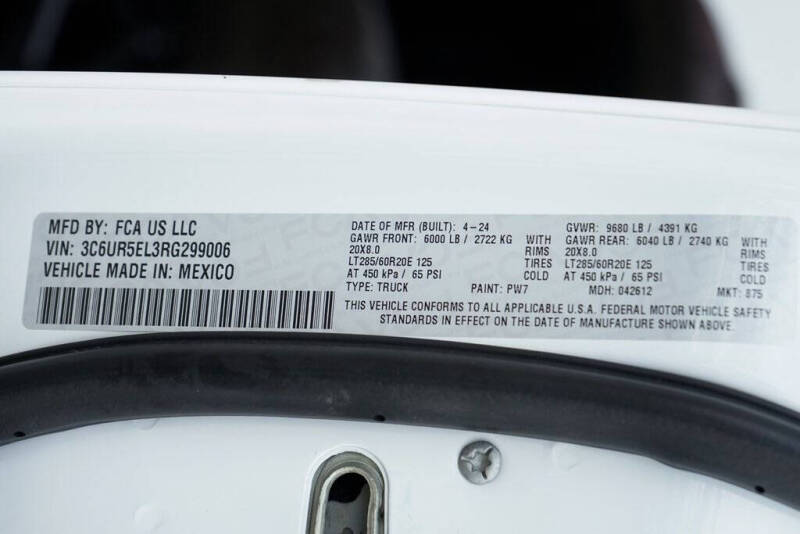 MFD BY: FCA US LLC
VIN: 3C6UR5EL3RG299006
VEHICLE MADE IN: MEXICO
DATE OF MFR (BUILT): 4-24
GAWR FRONT: 6000 LB / 2722 KG WITH
20X8.0 RIMS
LT285/60R20E 125 TIRES
AT 450 kPa / 65 PSI COLD
TYPE: TRUCK PAINT: PW7
GVWR: 9680 LB / 4391 KG
GAWR REAR: 6040 LB / 2740 KG WITH
20X8.0 RIMS
LT285/60R20E 125 TIRES
AT 450 kPa / 65 PSI COLD
MDH: 042612 MKT: 875
THIS VEHICLE CONFORMS TO ALL APPLICABLE U.S.A. FEDERAL MOTOR VEHICLE SAFETY
STANDARDS IN EFFECT ON THE DATE OF MANUFACTURE SHOWN ABOVE.